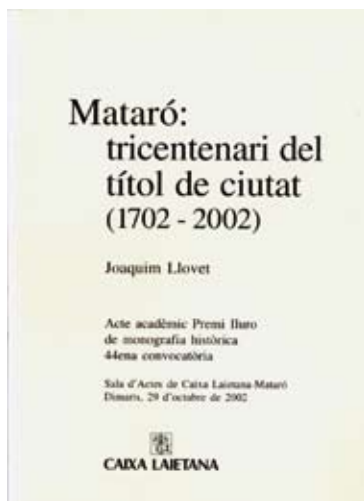 Mataró:
tricentenari del
títol de ciutat
(1702 - 2002)
Joaquim Llovet
Acte acadèmic Premi Iluro
de monografia històrica
44ena convocatòria
Sala d'Actes de Caixa Laietana-Mataró
Dimarts, 29 d'octubre de 2002
CAIXA LAIETANA